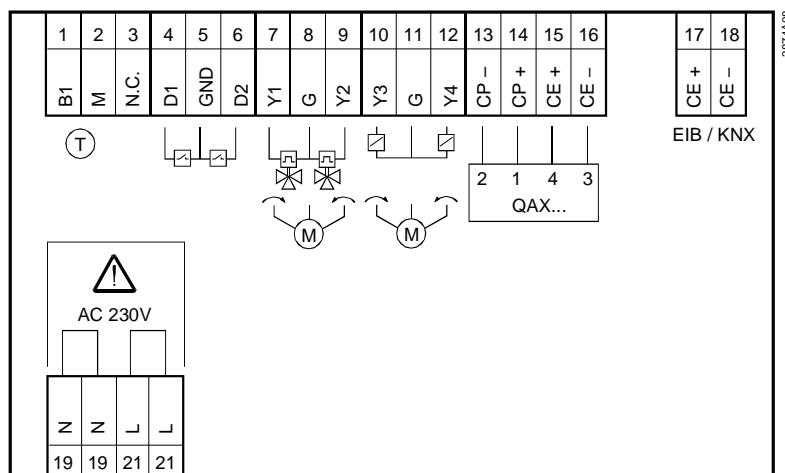 1 2 3 4 5 6 7 8 9 10 11 12 13 14 15 16 17 18
B1 M N.C. D1 GND D2 Y1 G Y2 Y3 G Y4 CP – CP + CE + CE – CE + CE –
T
EIB / KNX
2 1 4 3
QAX...
M M
!
AC 230V
N N L L
19 19 21 21